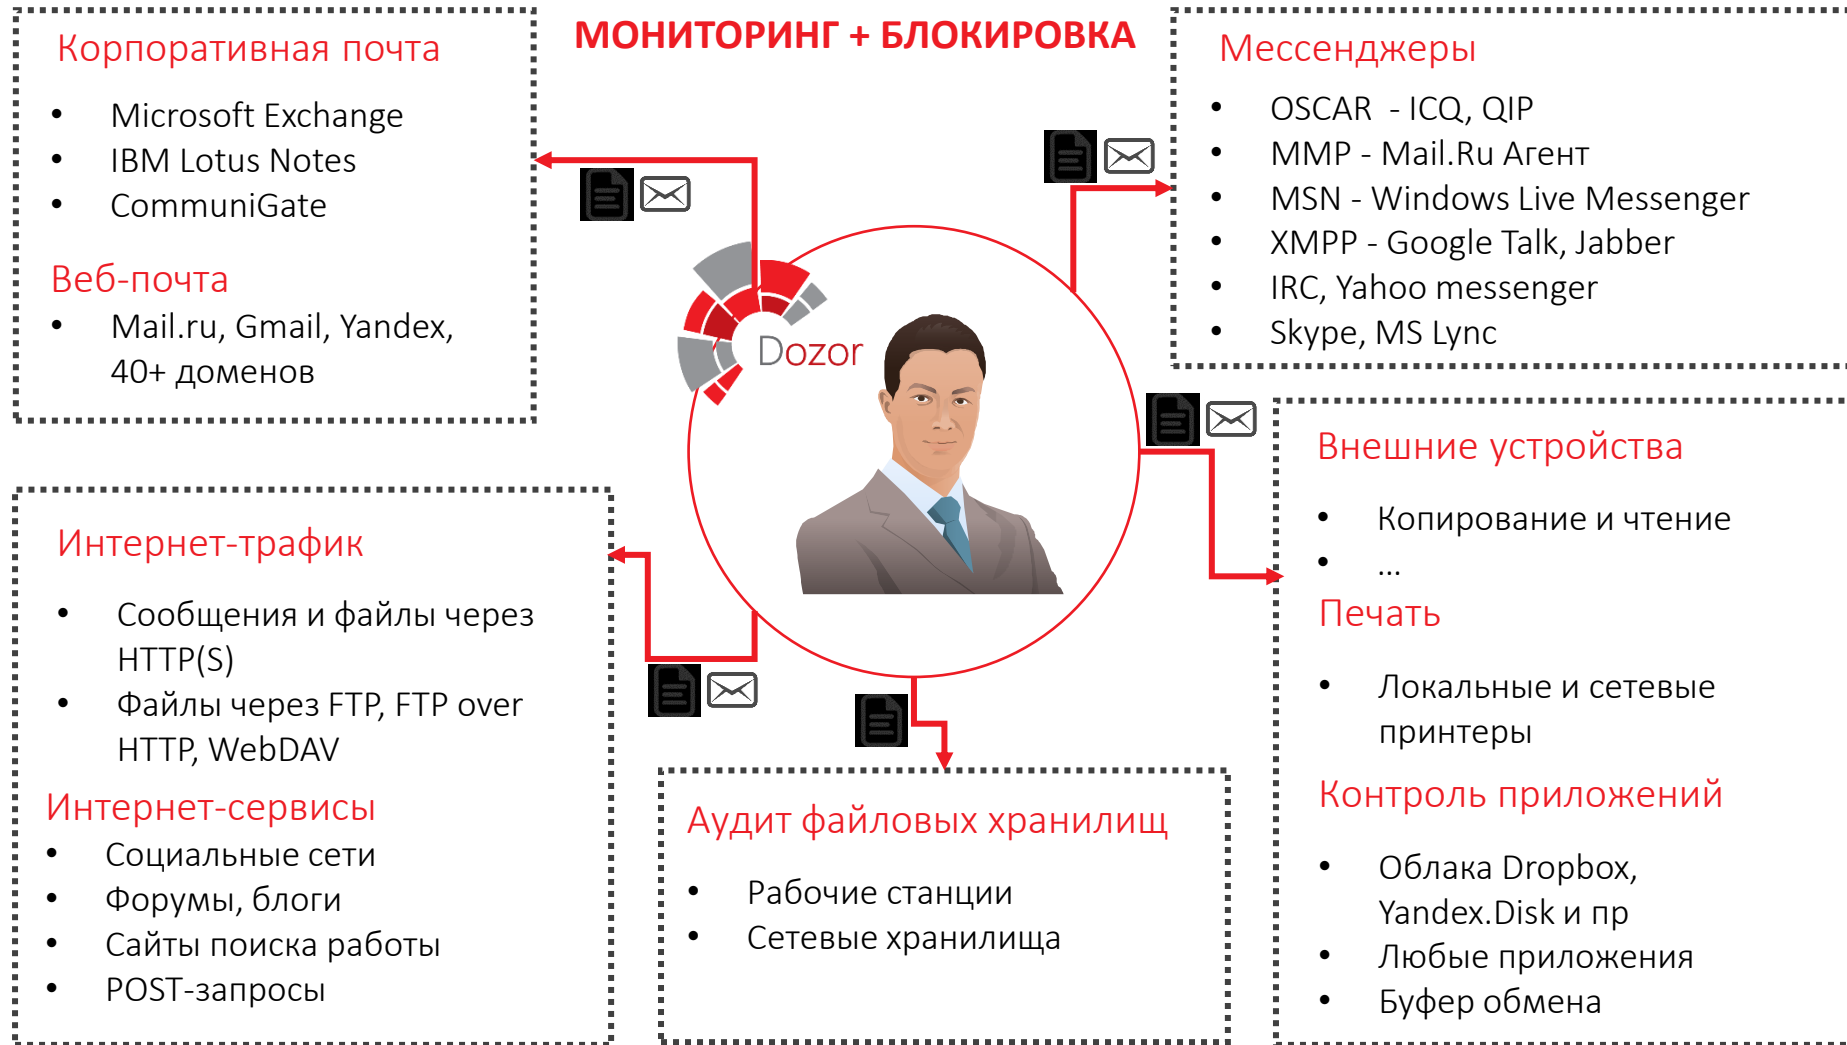 МОНИТОРИНГ + БЛОКИРОВКА
Корпоративная почта
• Microsoft Exchange
• IBM Lotus Notes
• CommuniGate
Веб-почта
• Mail.ru, Gmail, Yandex,
40+ доменов
Мессенджеры
• OSCAR - ICQ, QIP
• MMP - Mail.Ru Агент
• MSN - Windows Live Messenger
• XMPP - Google Talk, Jabber
• IRC, Yahoo messenger
• Skype, MS Lync
Dozor
Интернет-трафик
• Сообщения и файлы через
HTTP(S)
• Файлы через FTP, FTP over
HTTP, WebDAV
Интернет-сервисы
• Социальные сети
• Форумы, блоги
• Сайты поиска работы
• POST-запросы
Аудит файловых хранилищ
• Рабочие станции
• Сетевые хранилища
Внешние устройства
• Копирование и чтение
• ...
Печать
• Локальные и сетевые
принтеры
Контроль приложений
• Облака Dropbox,
Yandex.Disk и пр
• Любые приложения
• Буфер обмена